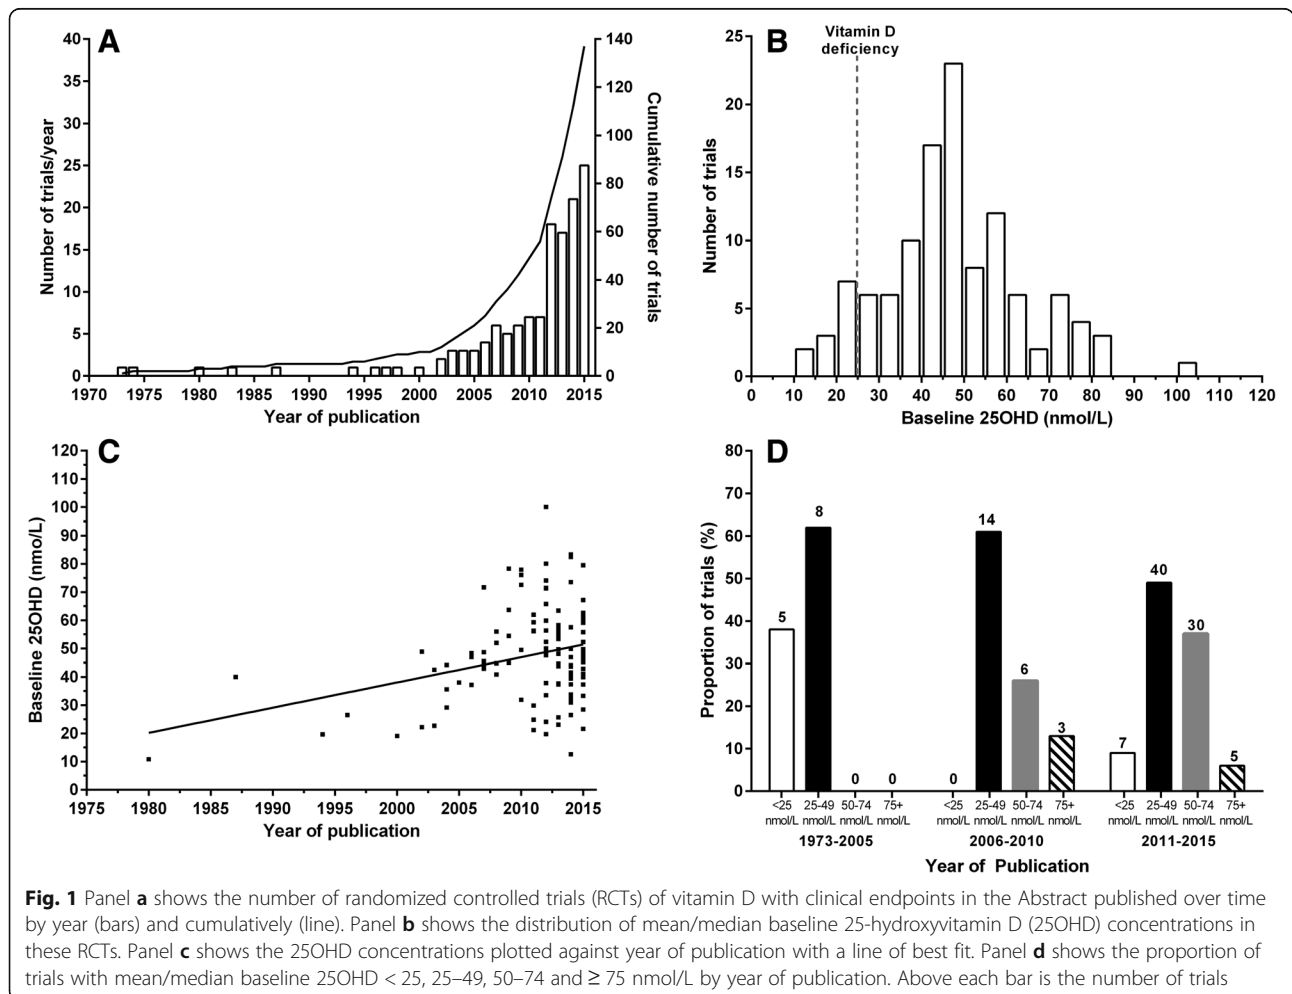 A
40
35
30
25
20
15
10
5
0
Number of trials/year
140
120
100
80
60
40
20
0
Cumulative number of trials
1970 1975 1980 1985 1990 1995 2000 2005 2010 2015
Year of publication
B
Vitamin D
deficiency
25
20
15
10
5
0
Number of trials
0 10 20 30 40 50 60 70 80 90 100 110 120
Baseline 25OHD (nmol/L)
C
120
110
100
90
80
70
60
50
40
30
20
10
0
Baseline 25OHD (nmo/L)
1975 1980 1985 1990 1995 2000 2005 2010 2015
Year of publication
D
80
70
60
50
40
30
20
10
0
Proportion of trials (%)
5 8 0 0 0 14 6 3 7 40 30 5
<25 25-49 50-74 75+ <25 25-49 50-74 75+ <25 25-49 50-74 75+
nmol/L nmol/L nmol/L nmol/L nmol/L nmol/L nmol/L nmol/L nmol/L nmol/L nmol/L nmol/L
1973-2005 2006-2010 2011-2015
Year of Publication
Fig. 1 Panel a shows the number of randomized controlled trials (RCTs) of vitamin D with clinical endpoints in the Abstract published over time
by year (bars) and cumulatively (line). Panel b shows the distribution of mean/median baseline 25-hydroxyvitamin D (25OHD) concentrations in
these RCTs. Panel c shows the 25OHD concentrations plotted against year of publication with a line of best fit. Panel d shows the proportion of
trials with mean/median baseline 25OHD < 25, 25–49, 50–74 and ≥ 75 nmol/L by year of publication. Above each bar is the number of trials